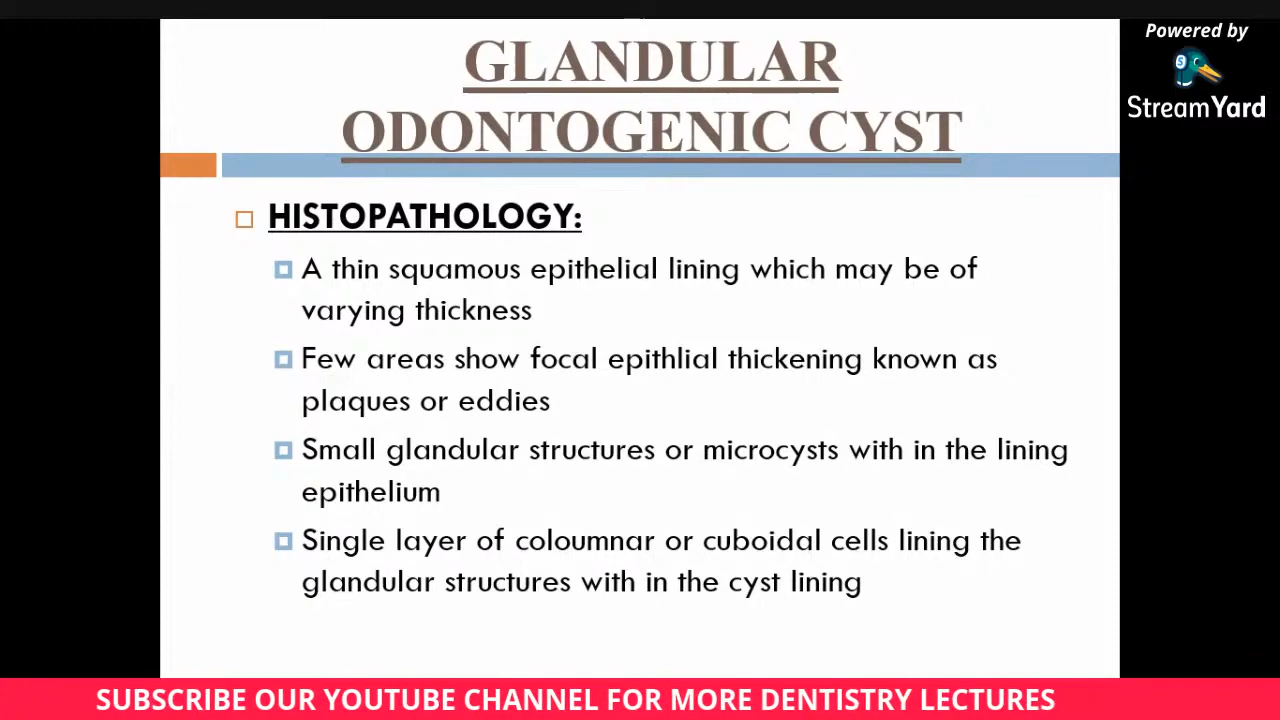 Powered by
StreamYard
GLANDULAR
ODONTOGENIC CYST
HISTOPATHOLOGY:
A thin squamous epithelial lining which may be of
varying thickness
Few areas show focal epithlial thickening known as
plaques or eddies
Small glandular structures or microcysts with in the lining
epithelium
Single layer of coloumnar or cuboidal cells lining the
glandular structures with in the cyst lining
SUBSCRIBE OUR YOUTUBE CHANNEL FOR MORE DENTISTRY LECTURES